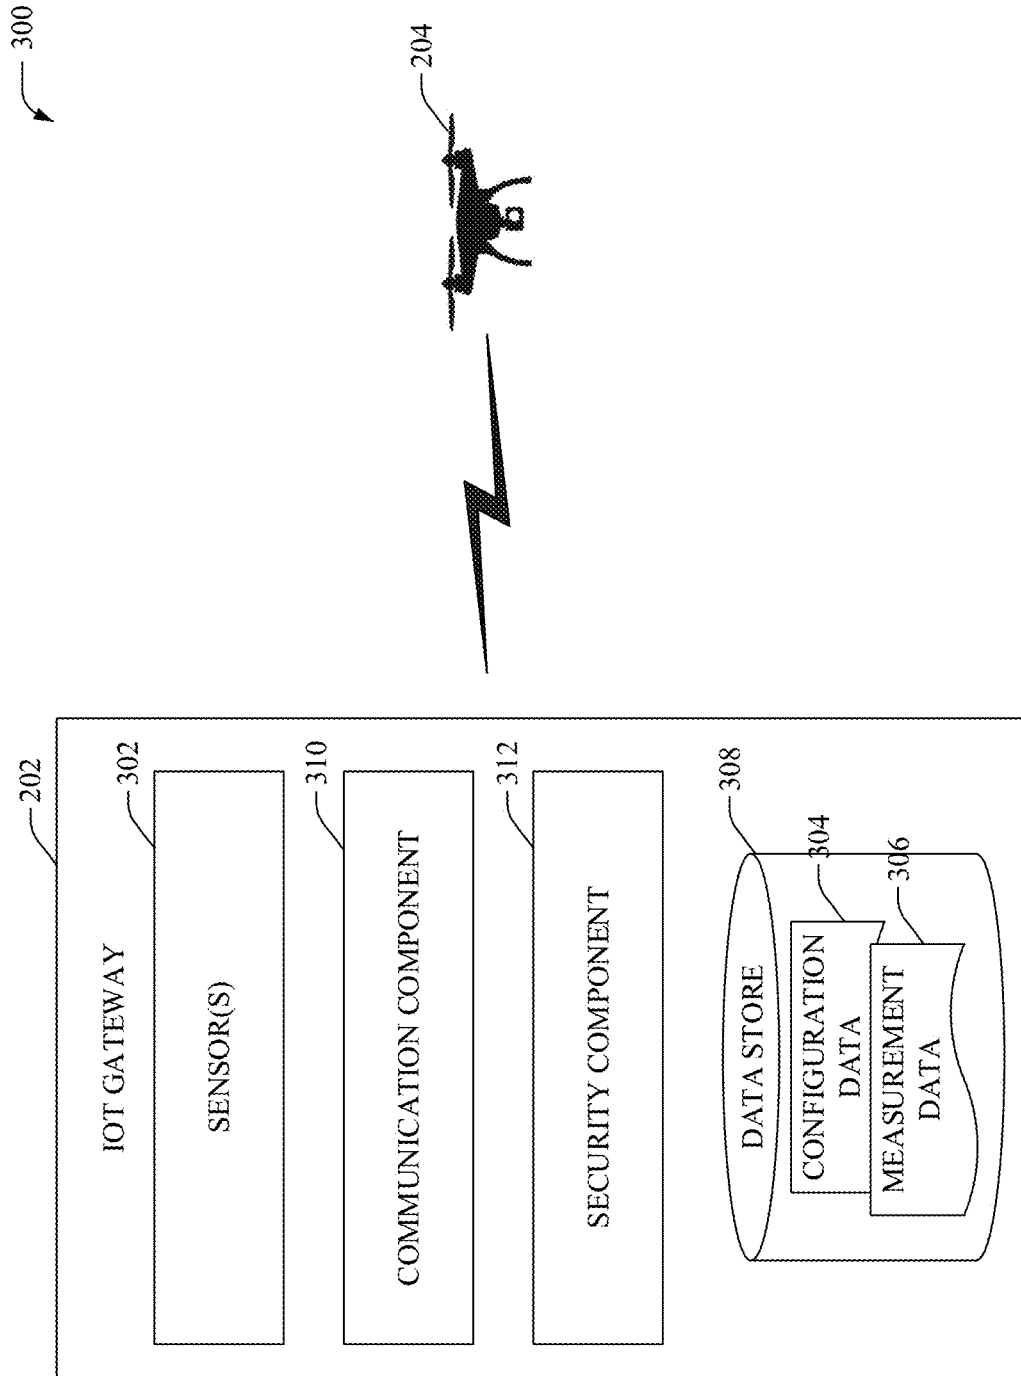 300
202
IOT GATEWAY
302
SENSOR(S)
310
COMMUNICATION COMPONENT
312
SECURITY COMPONENT
308
DATA STORE
304
CONFIGURATION
DATA
306
MEASUREMENT
DATA
204